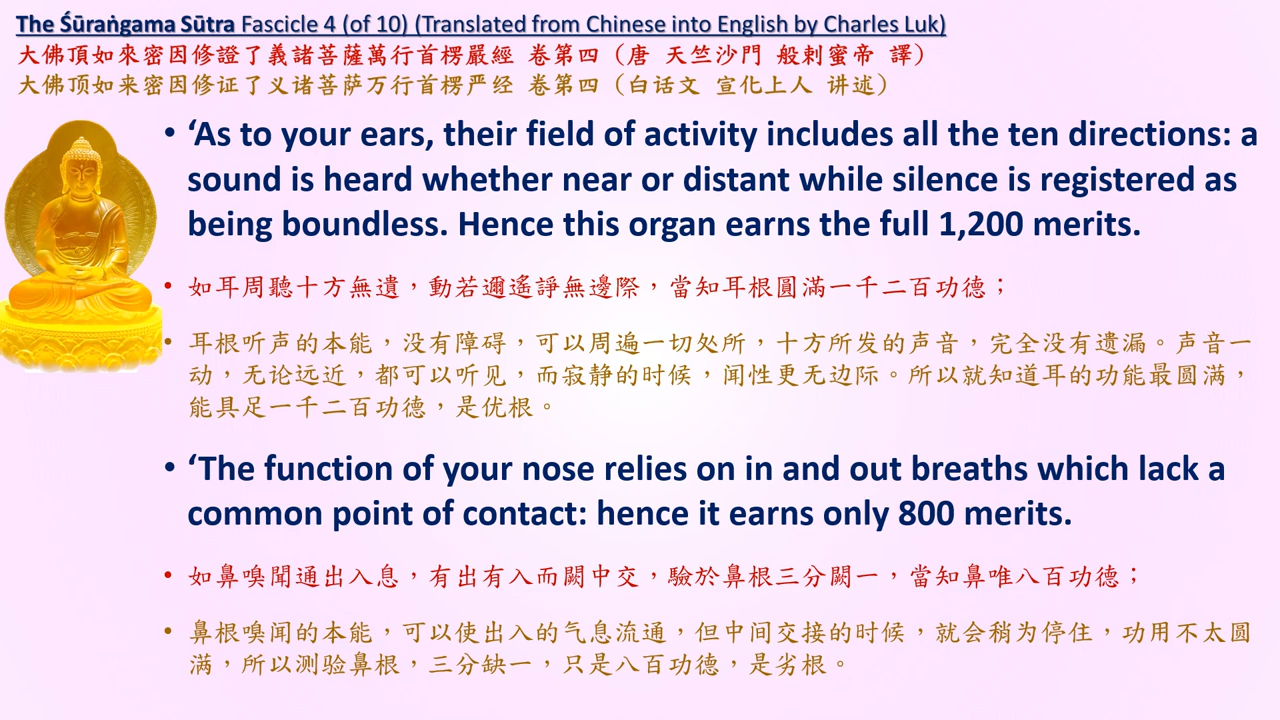 The Śūraṅgama Sūtra Fascicle 4 (of 10) (Translated from Chinese into English by Charles Luk)
大佛頂如來密因修證了義諸菩薩萬行首楞嚴經 卷第四（唐 天竺沙門 般剌蜜帝 譯）
大佛顶如来密因修证了义诸菩萨万行首楞严经 卷第四（白话文 宣化上人 讲述）
• ‘As to your ears, their field of activity includes all the ten directions: a
sound is heard whether near or distant while silence is registered as
being boundless. Hence this organ earns the full 1,200 merits.
• 如耳周聽十方無遺，動若邇遙靜無邊際，當知耳根圓滿一千二百功德；
• 耳根听声的本能，没有障碍，可以周遍一切处所，十方所发的声音，完全没有遗漏。声音一
动，无论远近，都可以听见，而寂静的时候，闻性更无边际。所以就知道耳的功能最圆满，
能具足一千二百功德，是优根。
• ‘The function of your nose relies on in and out breaths which lack a
common point of contact: hence it earns only 800 merits.
• 如鼻嗅聞通出入息，有出有入而闕中交，驗於鼻根三分闕一，當知鼻唯八百功德；
• 鼻根嗅闻的本能，可以使出入的气息流通，但中间交接的时候，就会稍为停住，功用不太圆
满，所以测验鼻根，三分缺一，只是八百功德，是劣根。